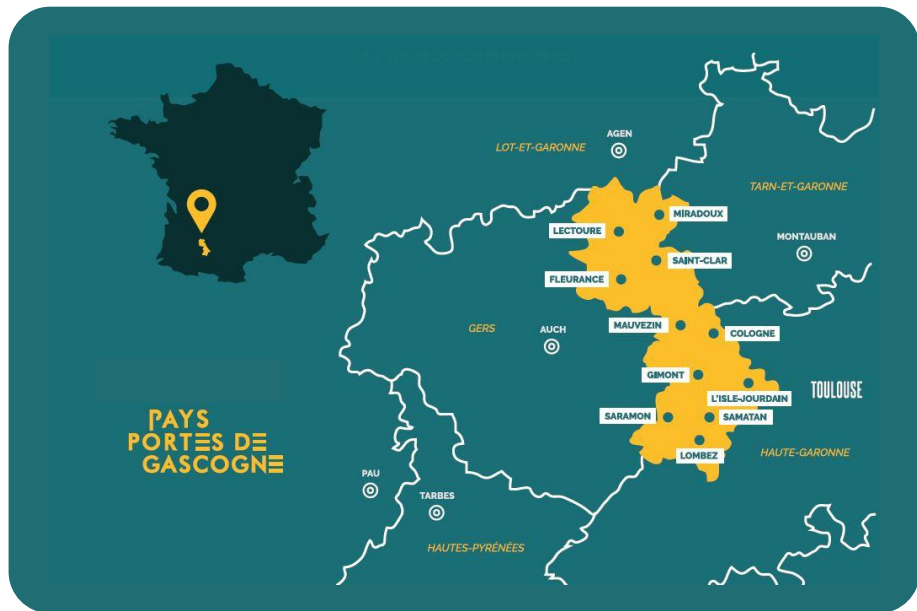 AGEN
LOT-ET-GARONNE
TARN-ET-GARONNE
MIRADOUX
LECTOURE
MONTAUBAN
SAINT-CLAR
FLEURANCE
MAUVEZIN
GERS
AUCH
COLOGNE
GIMONT
TOULOUSE
L'ISLE-JOURDAIN
SARAMON
SAMATAN
LOMBEZ
HAUTE-GARONNE
PAYS
PORTES DE
GASCOGNE
PAU
TARBES
HAUTES-PYRÉNÉES